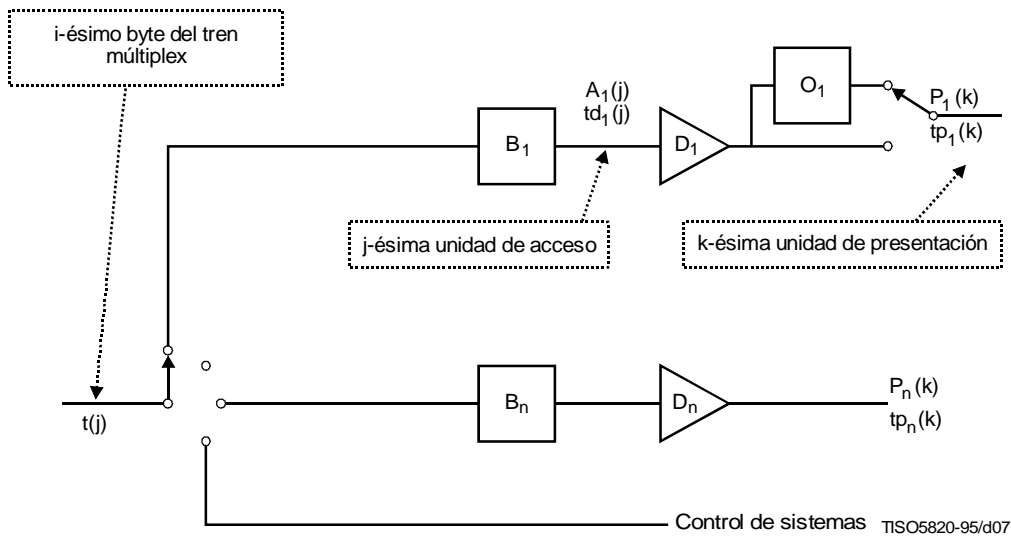 i-ésimo byte del tren
múltiplex
A1(j)
td1(j)
B1
D1
O1
P1(k)
tp1(k)
j-ésima unidad de acceso
k-ésima unidad de presentación
t(j)
Bn
Dn
Pn(k)
tpn(k)
Control de sistemas
TISO5820-95/d07